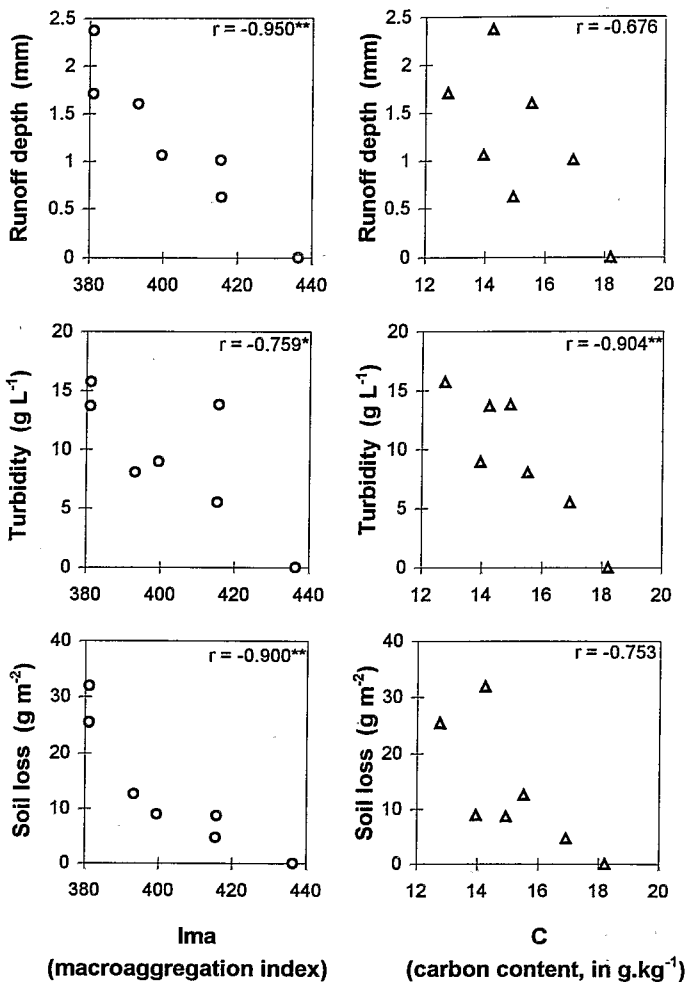 2.5
2
1.5
1
0.5
0
Runoff depth (mm)
r = -0.950**
380 400 420 440
2.5
2
1.5
1
0.5
0
Runoff depth (mm)
r = -0.676
12 14 16 18 20
20
15
10
5
0
Turbidity (g L-1)
r = -0.759*
380 400 420 440
20
15
10
5
0
Turbidity (g L-1)
r = -0.904**
12 14 16 18 20
40
30
20
10
0
Soil loss (g m-2)
r = -0.900**
380 400 420 440
Ima
(macroaggregation index)
40
30
20
10
0
Soil loss (g m-2)
r = -0.753
12 14 16 18 20
C
(carbon content, in g.kg-1)